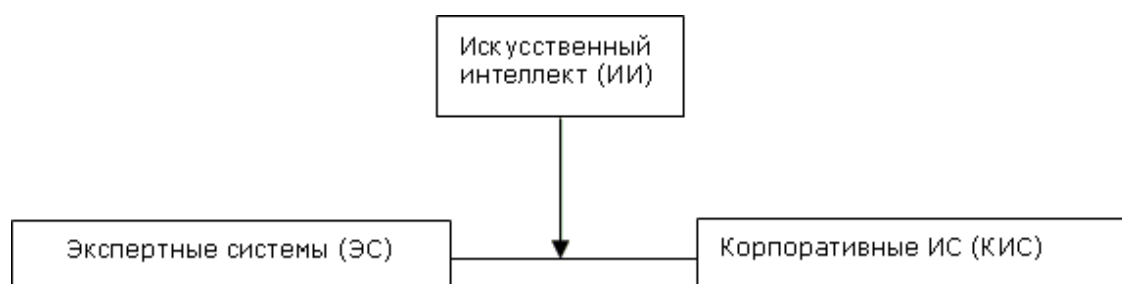 Искусственный
интеллект (ИИ)
Экспертные системы (ЭС)
Корпоративные ИС (КИС)